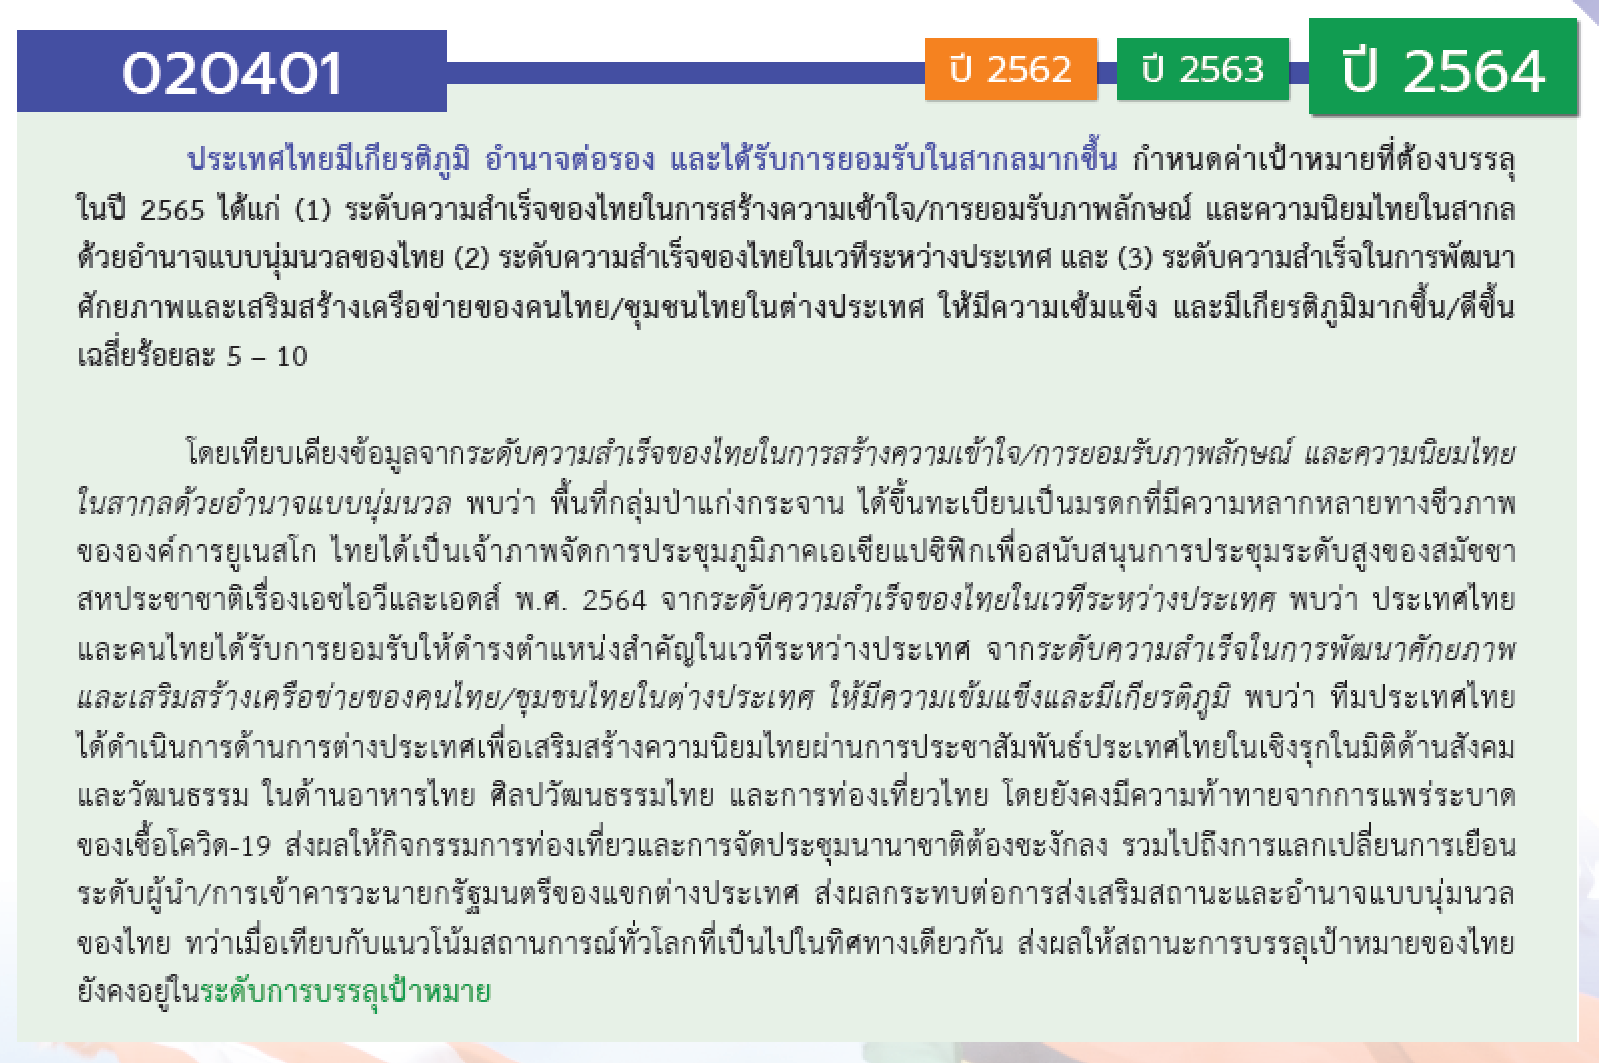 020401
ปี 2562
ปี 2563
ปี 2564
ประเทศไทยมีเกียรติภูมิ อำนาจต่อรอง และได้รับการยอมรับในสากลมากขึ้น กำหนดค่าเป้าหมายที่ต้องบรรลุ
ในปี 2565 ได้แก่ (1) ระดับความสำเร็จของไทยในการสร้างความเข้าใจ/การยอมรับภาพลักษณ์ และความนิยมไทยในสากล
ด้วยอำนาจแบบนุ่มนวลของไทย (2) ระดับความสำเร็จของไทยในเวทีระหว่างประเทศ และ (3) ระดับความสำเร็จในการพัฒนา
ศักยภาพและเสริมสร้างเครือข่ายของคนไทย/ชุมชนไทยในต่างประเทศ ให้มีความเข้มแข็ง และมีเกียรติภูมิมากขึ้น/ดีขึ้น
เฉลี่ยร้อยละ 5 – 10
โดยเทียบเคียงข้อมูลจากระดับความสำเร็จของไทยในการสร้างความเข้าใจ/การยอมรับภาพลักษณ์ และความนิยมไทย
ในสากลด้วยอำนาจแบบนุ่มนวล พบว่า พื้นที่กลุ่มป่าแก่งกระจาน ได้ขึ้นทะเบียนเป็นมรดกที่มีความหลากหลายทางชีวภาพ
ขององค์การยูเนสโก ไทยได้เป็นเจ้าภาพจัดการประชุมภูมิภาคเอเชียแปซิฟิกเพื่อสนับสนุนการประชุมระดับสูงของสมัชชา
สหประชาชาติเรื่องเอชไอวีและเอดส์ พ.ศ. 2564 จากระดับความสำเร็จของไทยในเวทีระหว่างประเทศ พบว่า ประเทศไทย
และคนไทยได้รับการยอมรับให้ดำรงตำแหน่งสำคัญในเวทีระหว่างประเทศ จากระดับความสำเร็จในการพัฒนาศักยภาพ
และเสริมสร้างเครือข่ายของคนไทย/ชุมชนไทยในต่างประเทศ ให้มีความเข้มแข็งและมีเกียรติภูมิ พบว่า ทีมประเทศไทย
ได้ดำเนินการด้านการต่างประเทศเพื่อเสริมสร้างความนิยมไทยผ่านการประชาสัมพันธ์ประเทศไทยในเชิงรุกในมิติด้านสังคม
และวัฒนธรรม ในด้านอาหารไทย ศิลปวัฒนธรรมไทย และการท่องเที่ยวไทย โดยยังคงมีความท้าทายจากการแพร่ระบาด
ของเชื้อโควิด-19 ส่งผลให้กิจกรรมการท่องเที่ยวและการจัดประชุมนานาชาติต้องชะงักลง รวมไปถึงการแลกเปลี่ยนการเยือน
ระดับผู้นำ/การเข้าคารวะนายกรัฐมนตรีของแขกต่างประเทศ ส่งผลกระทบต่อการส่งเสริมสถานะและอำนาจแบบนุ่มนวล
ของไทย ทว่าเมื่อเทียบกับแนวโน้มสถานการณ์ทั่วโลกที่เป็นไปในทิศทางเดียวกัน ส่งผลให้สถานะการบรรลุเป้าหมายของไทย
ยังคงอยู่ในระดับการบรรลุเป้าหมาย